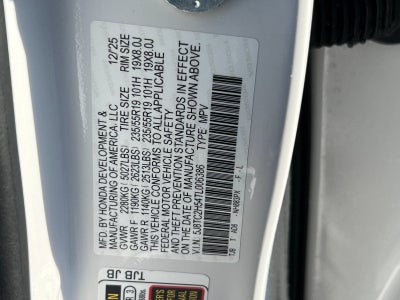 MFD BY HONDA DEVELOPMENT & 12/25
MANUFACTURING OF AMERICA, LLC TIRE SIZE RIM SIZE
GVWR 2280KG( 5027LBS) 235/55R19 101H 19X8.0J
GAWR F 1190KG( 2623LBS) 235/55R19 101H 19X8.0J
GAWR R 1140KG( 2513LBS)
THIS VEHICLE CONFORMS TO ALL APPLICABLE
FEDERAL MOTOR VEHICLE SAFETY
AND THEFT PREVENTION STANDARDS IN EFFECT
ON THE DATE OF MANUFACTURE SHOWN ABOVE.
V.I.N.: TYPE: MPV
TJB T 4D8 F-L
TJB JB